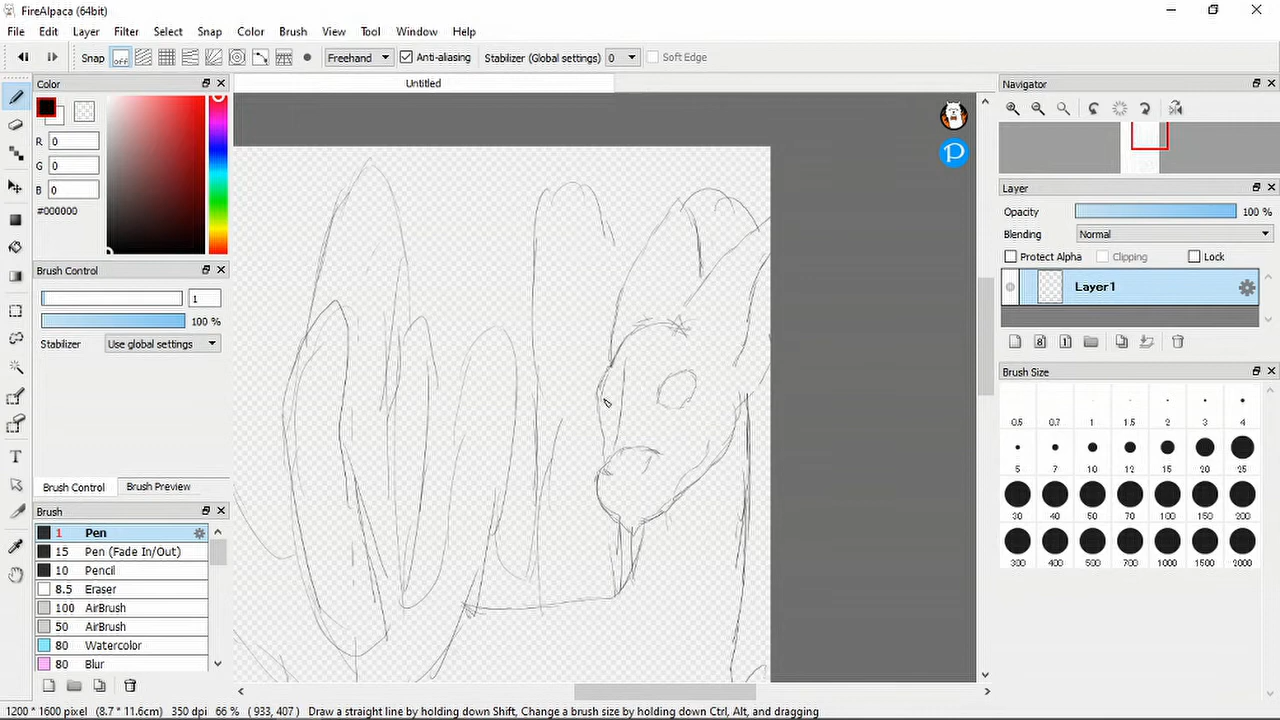 FireAlpaca (64bit)
File Edit Layer Filter Select Snap Color Brush View Tool Window Help
Snap off Freehand Anti-aliasing Stabilizer (Global settings) 0 Soft Edge
Color
Untitled
Navigator
R 0
G 0
B 0
#000000
P
Layer
Opacity 100 %
Blending Normal
Protect Alpha Clipping Lock
Layer1
8 1
Brush Control
1
100 %
Stabilizer Use global settings
Brush Size
0.5 0.7 1 1.5 2 3 4
5 7 10 12 15 20 25
30 40 50 70 100 150 200
300 400 500 700 1000 1500 2000
Brush Control Brush Preview
Brush
1 Pen
15 Pen (Fade In/Out)
10 Pencil
8.5 Eraser
100 AirBrush
50 AirBrush
80 Watercolor
80 Blur
T
1200 * 1600 pixel (8.7 * 11.6cm) 350 dpi 66 % ( 933, 407 ) Draw a straight line by holding down Shift, Change a brush size by holding down Ctrl, Alt, and dragging